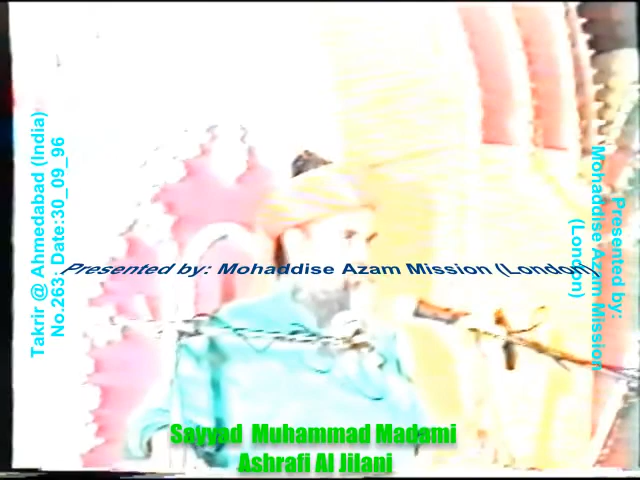 Takrir @ Ahmedabad (India)
No.263: Date:30_09_96
Presented by: Mohaddise Azam Mission (London)
Presented by:
Mohaddise Azam Mission
(London)
Sayyad Muhammad Madami
Ashrafi Al Jilani